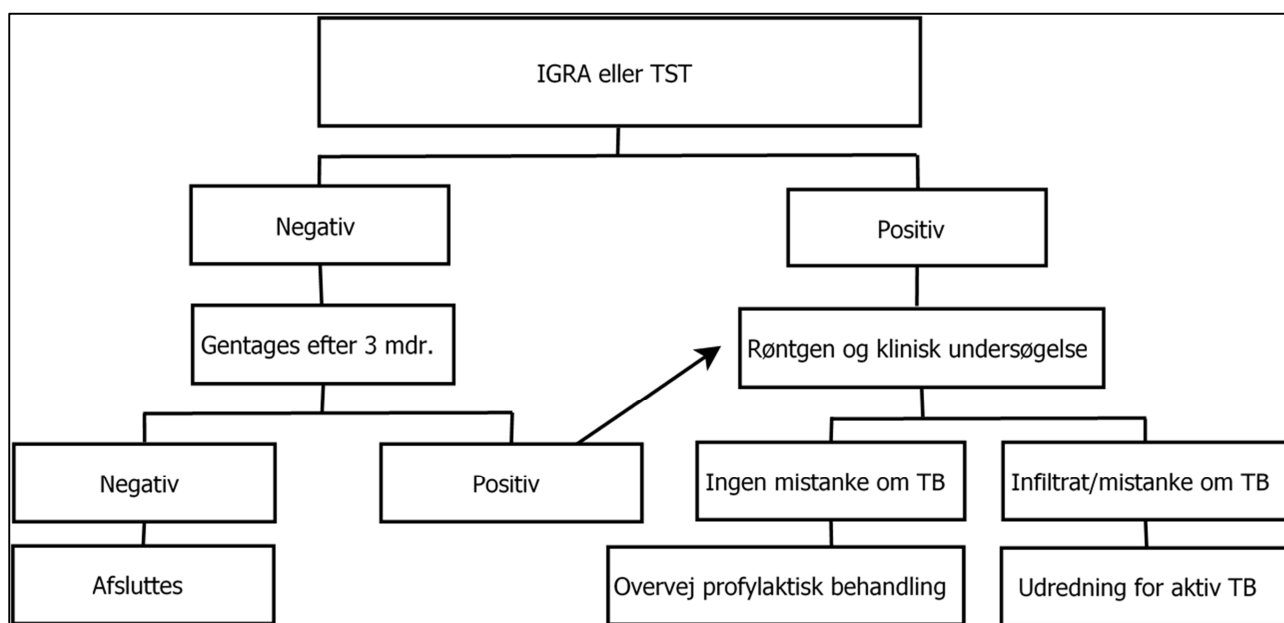 IGRA eller TST
Negativ
Positiv
Gentages efter 3 mdr.
Røntgen og klinisk undersøgelse
Negativ
Positiv
Ingen mistanke om TB
Infiltrat/mistanke om TB
Afsluttes
Overvej profylaktisk behandling
Udredning for aktiv TB